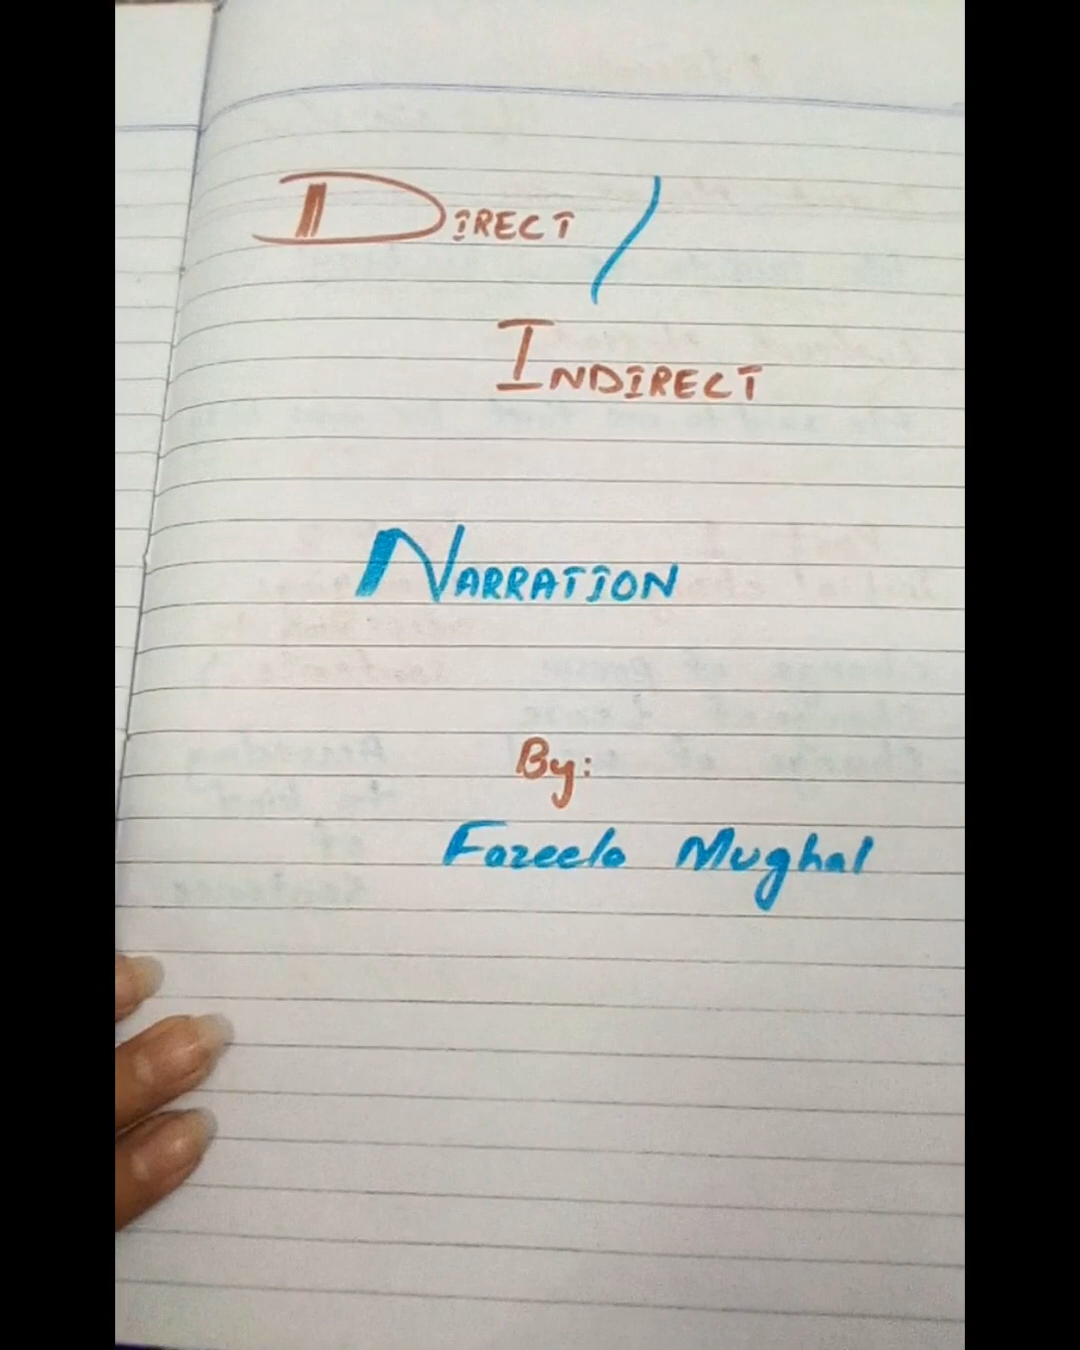 DIRECT /
INDIRECT
NARRATION
By:
Fazeela Mughal